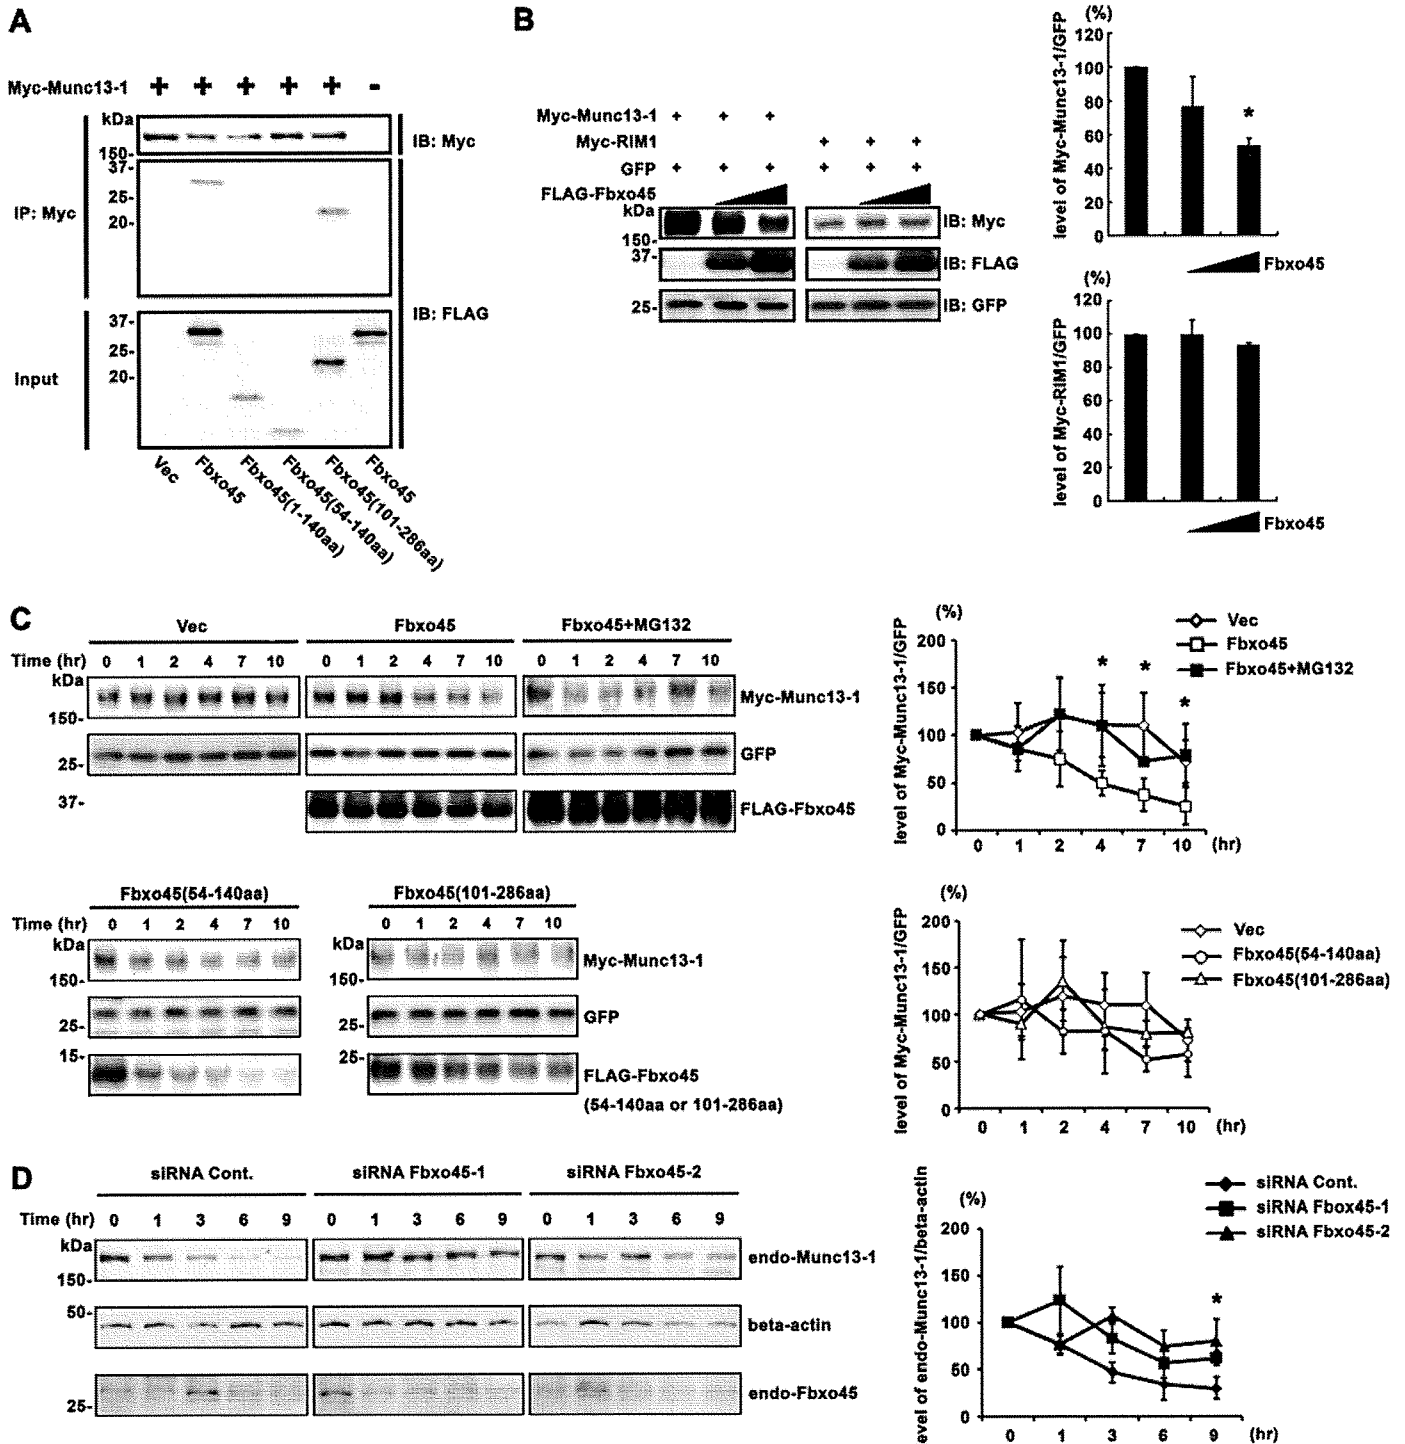 A
Myc-Munc13-1 + + + + + -
kDa
150-
IB: Myc
37-
25-
20-
IP: Myc
IB: FLAG
37-
25-
20-
Input
Vec
Fbxo45
Fbxo45(1-140aa)
Fbxo45(54-140aa)
Fbxo45(101-286aa)
Fbxo45
B
Myc-Munc13-1 + + +
Myc-RIM1 + + +
GFP + + + + + +
FLAG-Fbxo45
kDa
150-
IB: Myc
37-
IB: FLAG
25-
IB: GFP
(%)
level of Myc-Munc13-1/GFP
120
100
80
60
40
20
0
*
Fbxo45
(%)
level of Myc-RIM1/GFP
120
100
80
60
40
20
0
Fbxo45
C
Vec
Fbxo45
Fbxo45+MG132
Time (hr) 0 1 2 4 7 10 0 1 2 4 7 10 0 1 2 4 7 10
kDa
150-
Myc-Munc13-1
25-
GFP
37-
FLAG-Fbxo45
(%)
level of Myc-Munc13-1/GFP
200
150
100
50
0
* * *
0 1 2 4 7 10 (hr)
Vec
Fbxo45
Fbxo45+MG132
Fbxo45(54-140aa)
Fbxo45(101-286aa)
Time (hr) 0 1 2 4 7 10 0 1 2 4 7 10
kDa
150-
kDa
150-
Myc-Munc13-1
25-
25-
GFP
15-
25-
FLAG-Fbxo45
(54-140aa or 101-286aa)
(%)
level of Myc-Munc13-1/GFP
200
150
100
50
0
0 1 2 4 7 10 (hr)
Vec
Fbxo45(54-140aa)
Fbxo45(101-286aa)
D
siRNA Cont.
siRNA Fbxo45-1
siRNA Fbxo45-2
Time (hr) 0 1 3 6 9 0 1 3 6 9 0 1 3 6 9
kDa
150-
endo-Munc13-1
50-
beta-actin
25-
endo-Fbxo45
(%)
evel of endo-Munc13-1/beta-actin
200
150
100
50
0
*
0 1 3 6 9 (hr)
siRNA Cont.
siRNA Fbox45-1
siRNA Fbxo45-2